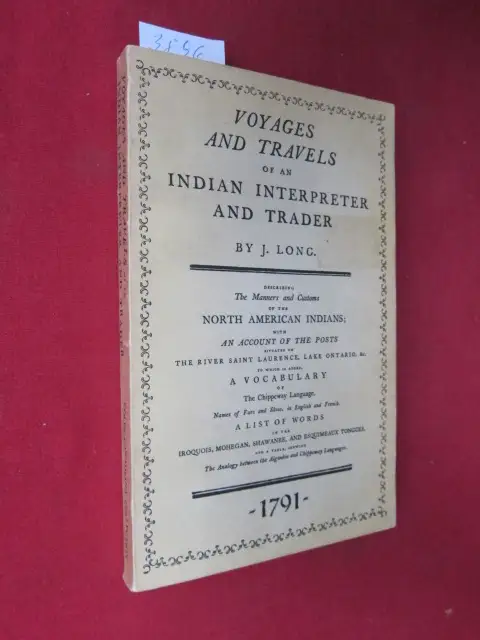 3856
VOYAGES
AND TRAVELS
OF AN
INDIAN INTERPRETER
AND TRADER
BY J. LONG.
DESCRIBING
The Manners and Customs
OF THE
NORTH AMERICAN INDIANS;
WITH
AN ACCOUNT OF THE POSTS
SITUATED ON
THE RIVER SAINT LAURENCE, LAKE ONTARIO, &c.
TO WHICH IS ADDED,
A VOCABULARY
OF
The Chippeway Language.
Names of Furs and Skins, in English and French.
A LIST OF WORDS
IN THE
IROQUOIS, MOHEGAN, SHAWANEE, AND ESQUIMEAUX TONGUES,
AND A TABLE, SHEWING
The Analogy between the Algonkin and Chippeway Languages.
-1791-